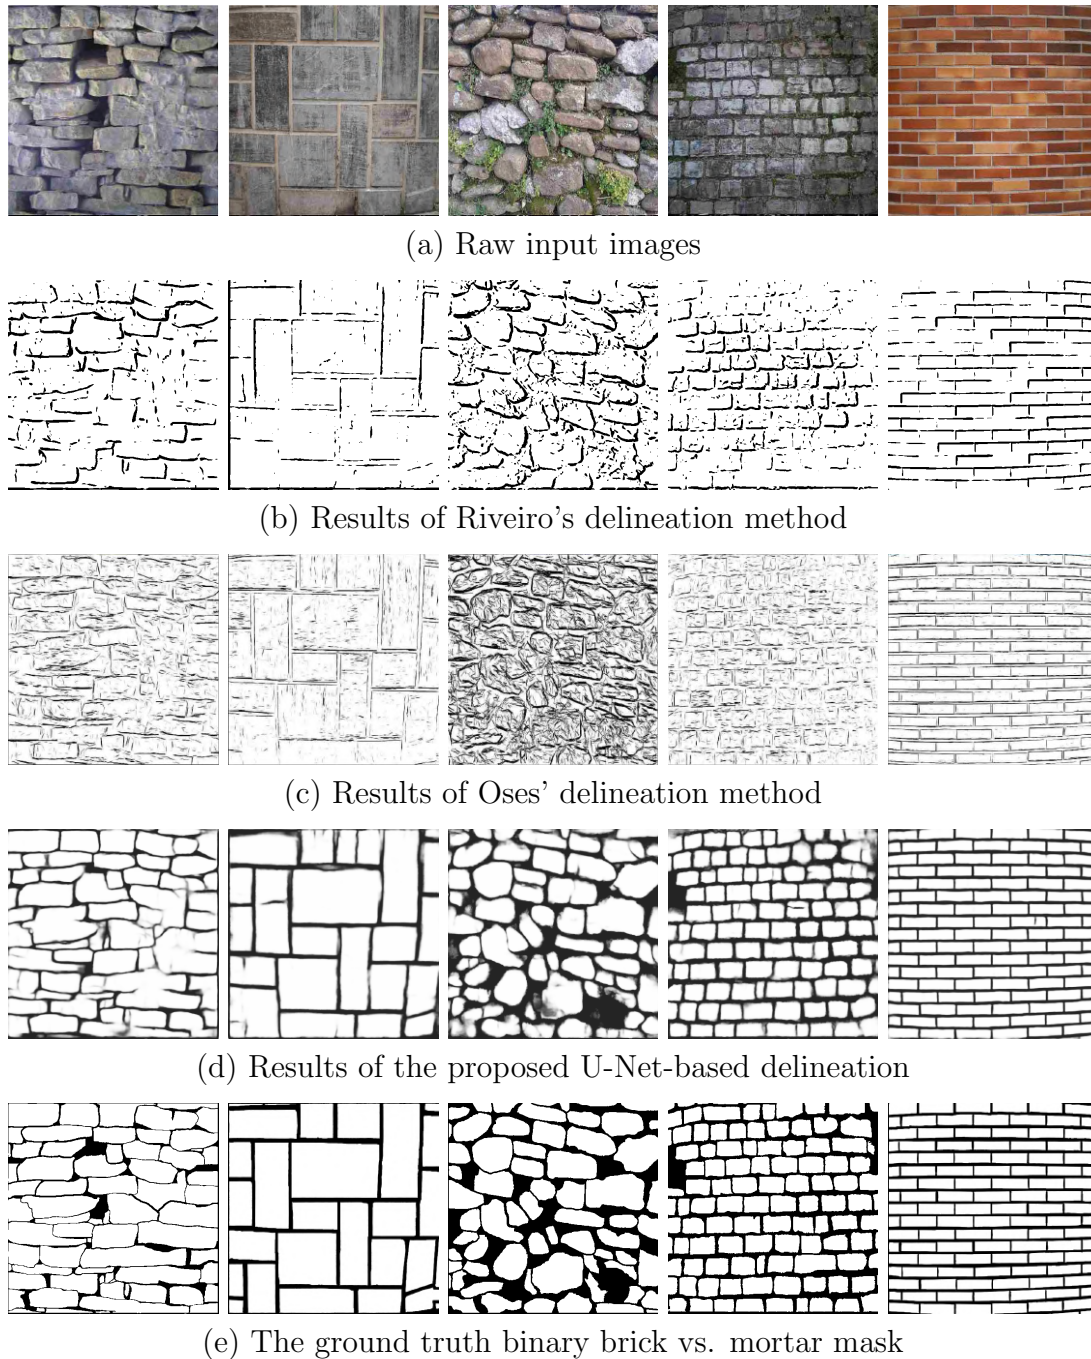 (a) Raw input images
(b) Results of Riveiro's delineation method
(c) Results of Oses' delineation method
(d) Results of the proposed U-Net-based delineation
(e) The ground truth binary brick vs. mortar mask